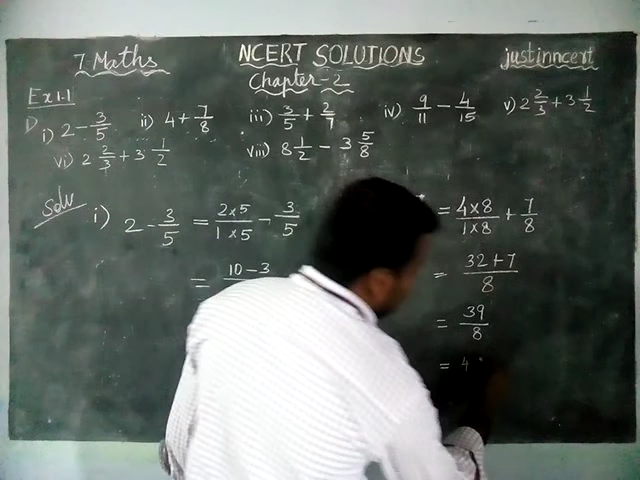 7 Maths NCERT SOLUTIONS justinncert
Chapter-2
Ex 1.1
1) i) 2 - 3/5 ii) 4 + 7/8 iii) 3/5 + 2/7 iv) 9/11 - 4/15 v) 2 2/3 + 3 1/2
vi) 2 2/3 + 3 1/2 viii) 8 1/2 - 3 5/8
Solv
i) 2 - 3/5 = 2×5/1×5 - 3/5
= 10-3
= 4×8/1×8 + 7/8
= 32+7/8
= 39/8
= 4